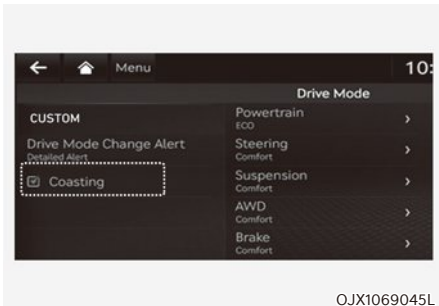 Menu
10:
Drive Mode
CUSTOM
Drive Mode Change Alert
Detailed Alert
Coasting
Powertrain
ECO
Steering
Comfort
Suspension
Comfort
AWD
Comfort
Brake
Comfort
OJX1069045L